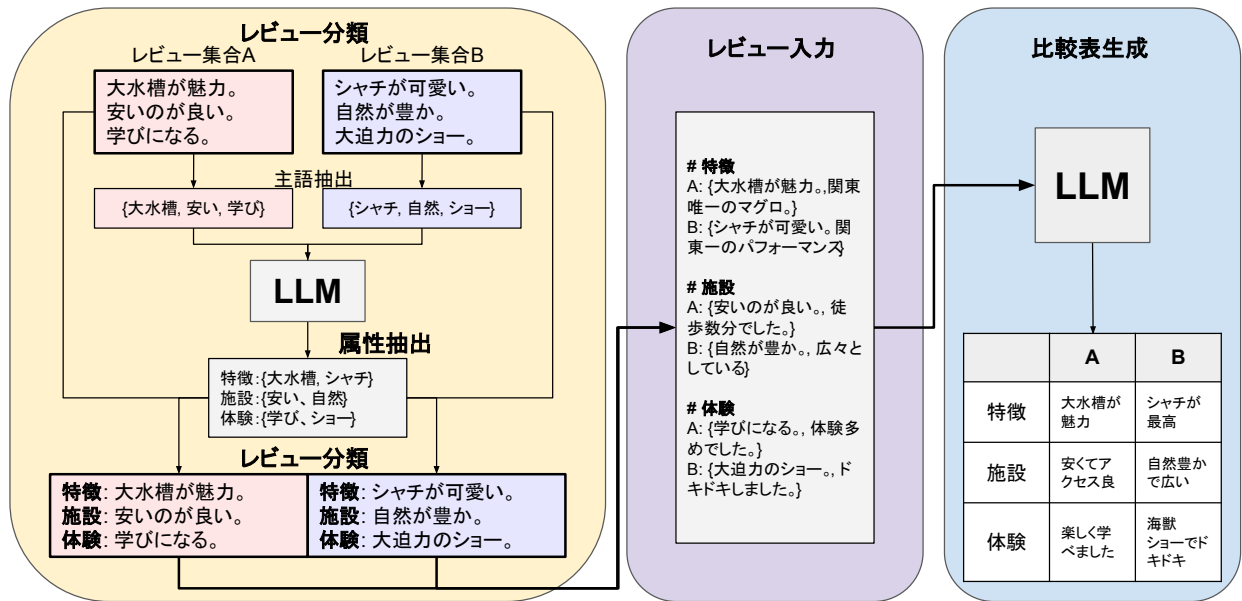 レビュー分類
レビュー集合A
レビュー集合B
大水槽が魅力。
安いのが良い。
学びになる。
シャチが可愛い。
自然が豊か。
大迫力のショー。
主語抽出
{大水槽, 安い, 学び}
{シャチ, 自然, ショー}
LLM
属性抽出
特徴:{大水槽, シャチ}
施設:{安い、自然}
体験:{学び、ショー}
レビュー分類
特徴: 大水槽が魅力。
施設: 安いのが良い。
体験: 学びになる。
特徴: シャチが可愛い。
施設: 自然が豊か。
体験: 大迫力のショー。
レビュー入力
# 特徴
A: {大水槽が魅力。,関東
唯一のマグロ。}
B: {シャチが可愛い。関
東一のパフォーマンス}
# 施設
A: {安いのが良い。, 徒
歩数分でした。}
B: {自然が豊か。, 広々と
している}
# 体験
A: {学びになる。, 体験多
めでした。}
B: {大迫力のショー。, ド
キドキしました。}
比較表生成
LLM
A
B
特徴
大水槽が
魅力
シャチが
最高
施設
安くてア
クセス良
自然豊か
で広い
体験
楽しく学
べました
海獣
ショーでド
キドキ